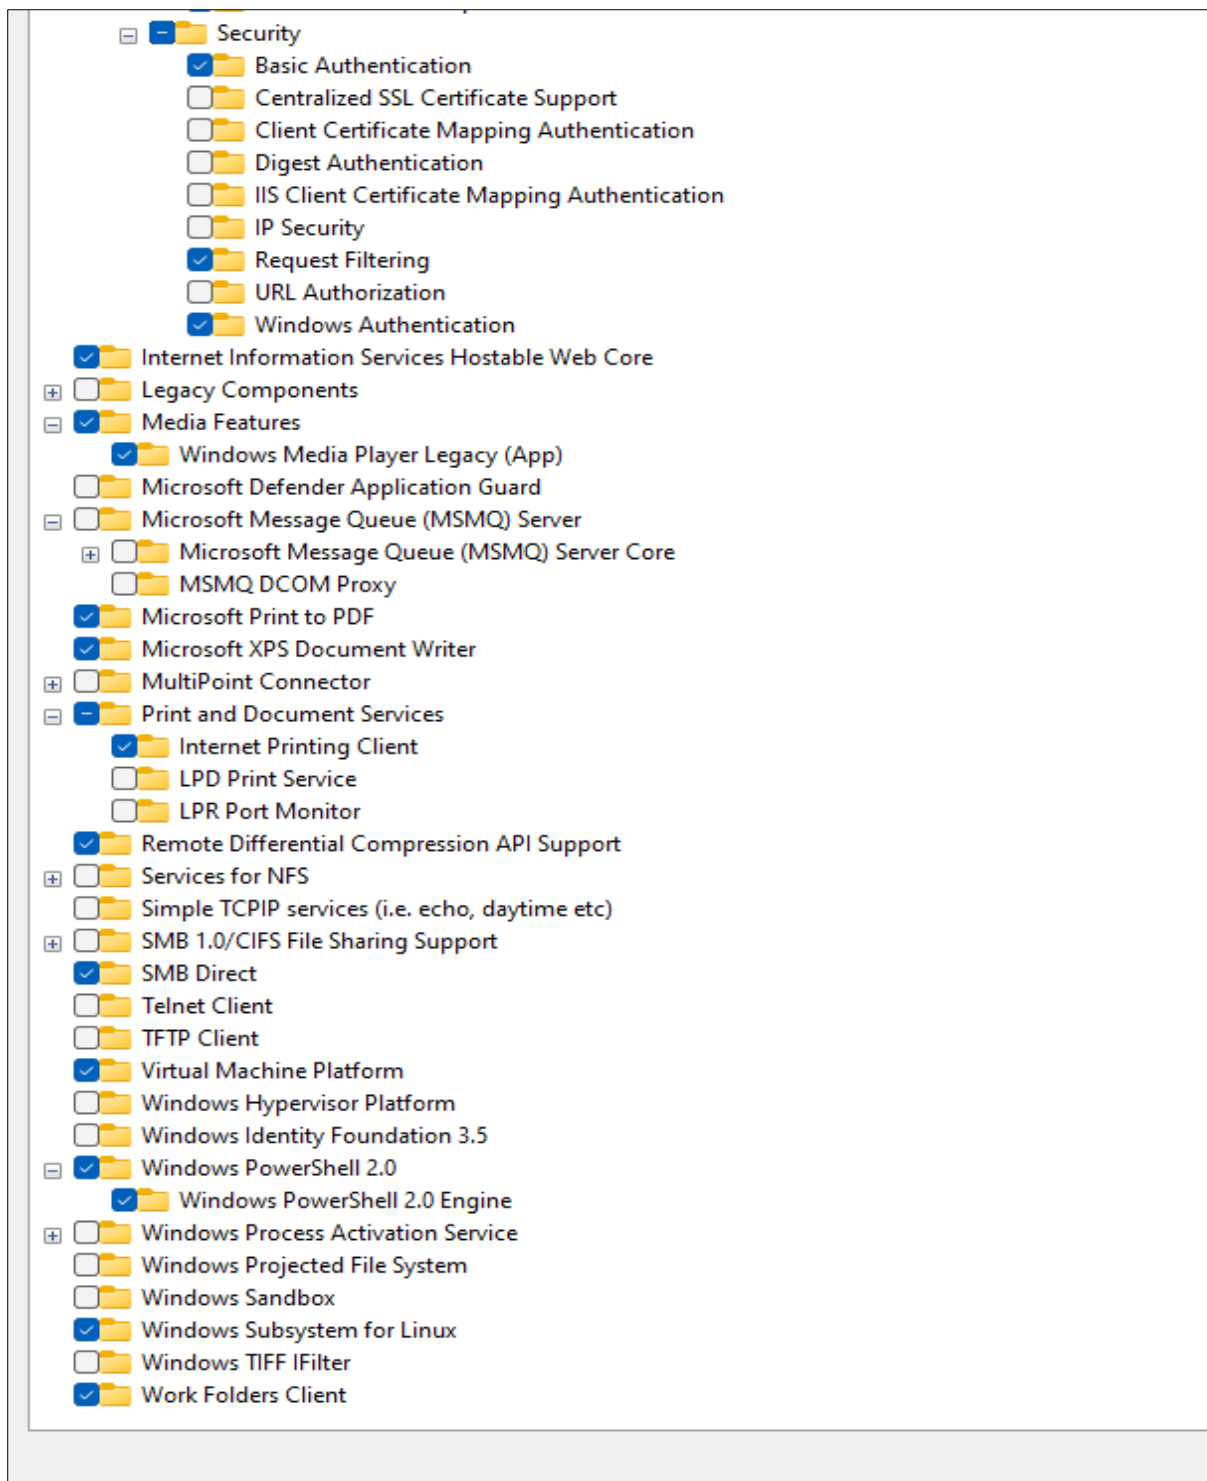 Security
Basic Authentication
Centralized SSL Certificate Support
Client Certificate Mapping Authentication
Digest Authentication
IIS Client Certificate Mapping Authentication
IP Security
Request Filtering
URL Authorization
Windows Authentication
Internet Information Services Hostable Web Core
Legacy Components
Media Features
Windows Media Player Legacy (App)
Microsoft Defender Application Guard
Microsoft Message Queue (MSMQ) Server
Microsoft Message Queue (MSMQ) Server Core
MSMQ DCOM Proxy
Microsoft Print to PDF
Microsoft XPS Document Writer
MultiPoint Connector
Print and Document Services
Internet Printing Client
LPD Print Service
LPR Port Monitor
Remote Differential Compression API Support
Services for NFS
Simple TCPIP services (i.e. echo, daytime etc)
SMB 1.0/CIFS File Sharing Support
SMB Direct
Telnet Client
TFTP Client
Virtual Machine Platform
Windows Hypervisor Platform
Windows Identity Foundation 3.5
Windows PowerShell 2.0
Windows PowerShell 2.0 Engine
Windows Process Activation Service
Windows Projected File System
Windows Sandbox
Windows Subsystem for Linux
Windows TIFF IFilter
Work Folders Client